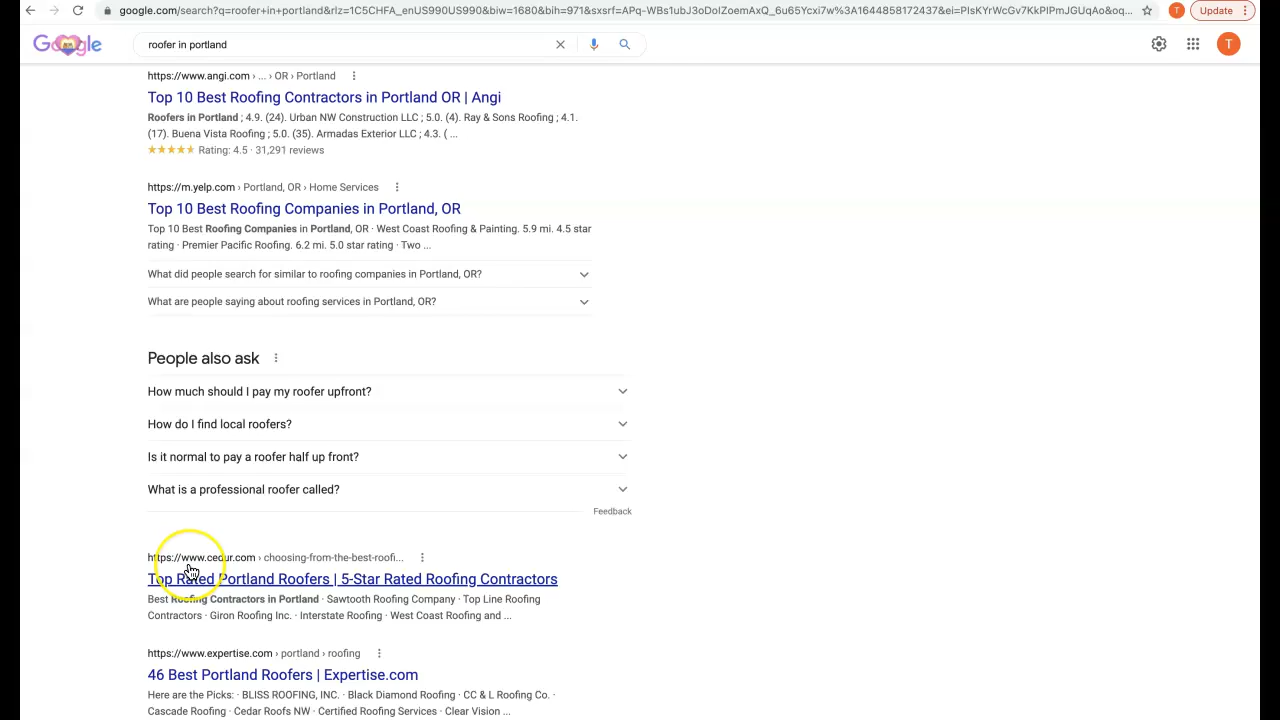 google.com/search?q=roofer+in+portland&rlz=1C5CHFA_enUS990US990&biw=1680&bih=971&sxsrf=APq-WBs1ubJ3oDoIZoemAxQ_6u65Ycxi7w%3A1644858172437&ei=PIsKYrWcGv7KkPIPmJGUqAo&oq...
T
Update
Google
roofer in portland
T
https://www.angi.com › ... › OR › Portland
Top 10 Best Roofing Contractors in Portland OR | Angi
Roofers in Portland ; 4.9. (24). Urban NW Construction LLC ; 5.0. (4). Ray & Sons Roofing ; 4.1.
(17). Buena Vista Roofing ; 5.0. (35). Armadas Exterior LLC ; 4.3. ( ...
Rating: 4.5 · 31,291 reviews
https://m.yelp.com › Portland, OR › Home Services
Top 10 Best Roofing Companies in Portland, OR
Top 10 Best Roofing Companies in Portland, OR · West Coast Roofing & Painting. 5.9 mi. 4.5 star
rating · Premier Pacific Roofing. 6.2 mi. 5.0 star rating · Two ...
What did people search for similar to roofing companies in Portland, OR?
What are people saying about roofing services in Portland, OR?
People also ask
How much should I pay my roofer upfront?
How do I find local roofers?
Is it normal to pay a roofer half up front?
What is a professional roofer called?
Feedback
https://www.cedur.com › choosing-from-the-best-roofi...
Top Rated Portland Roofers | 5-Star Rated Roofing Contractors
Best Roofing Contractors in Portland · Sawtooth Roofing Company · Top Line Roofing
Contractors · Giron Roofing Inc. · Interstate Roofing · West Coast Roofing and ...
https://www.expertise.com › portland › roofing
46 Best Portland Roofers | Expertise.com
Here are the Picks: · BLISS ROOFING, INC. · Black Diamond Roofing · CC & L Roofing Co. ·
Cascade Roofing · Cedar Roofs NW · Certified Roofing Services · Clear Vision ...